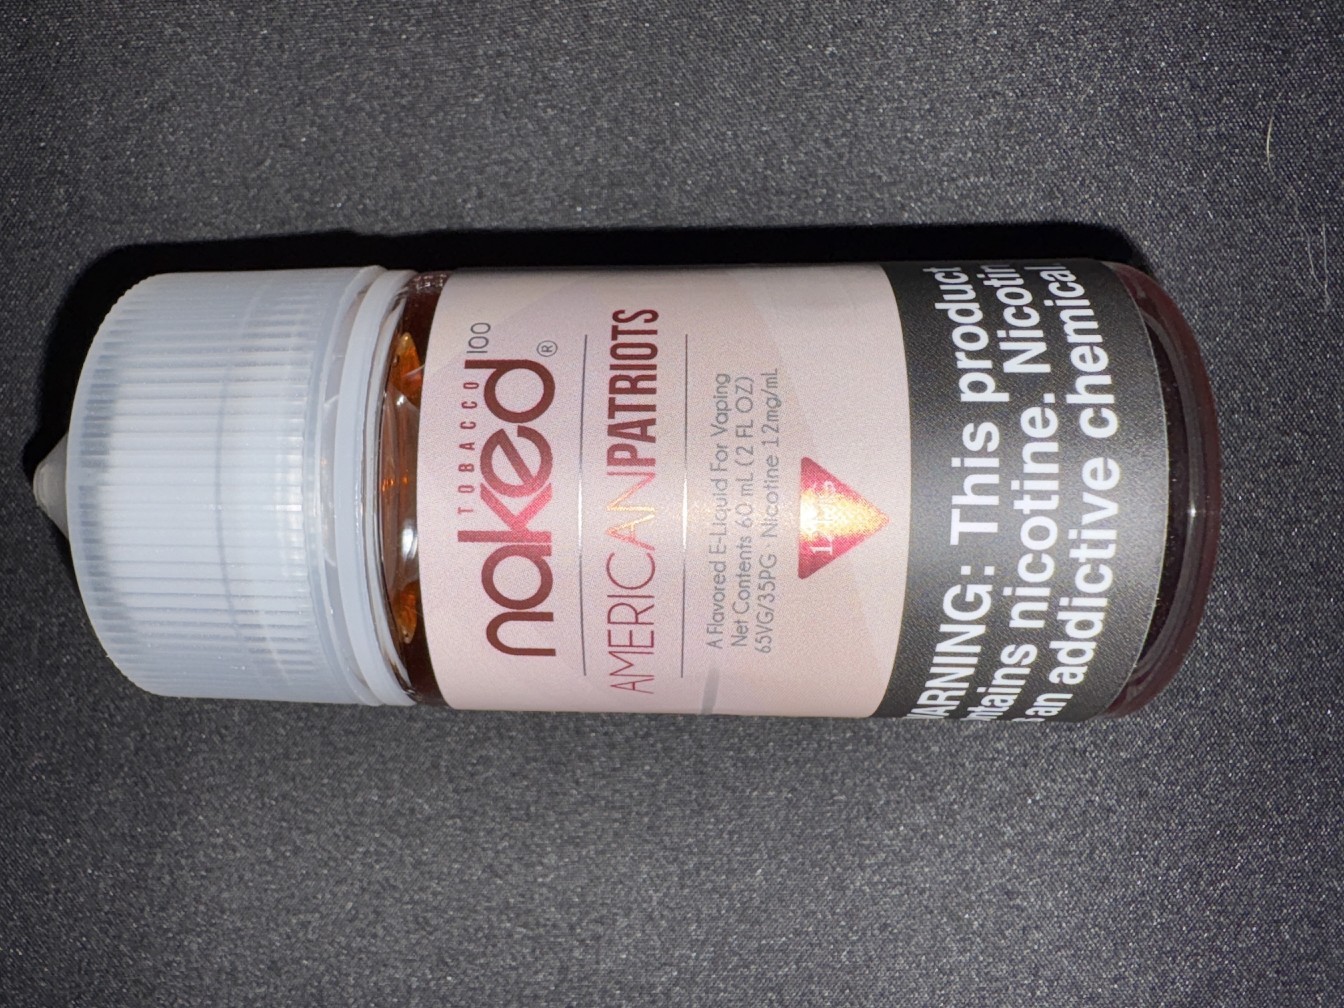 TOBACCO 100
naked®
AMERICAN PATRIOTS
A Flavored E-Liquid For Vaping
Net Contents 60 mL (2 FL OZ)
65VG/35PG · Nicotine 12mg/mL
WARNING: This product
contains nicotine. Nicotine
an addictive chemical.